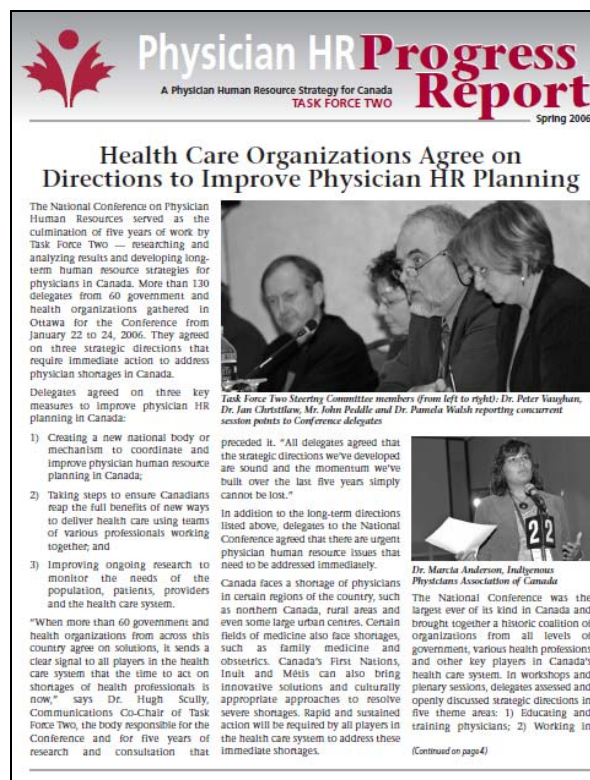 Physician HR Progress
Report
A Physician Human Resource Strategy for Canada
TASK FORCE TWO
Spring 2006
Health Care Organizations Agree on
Directions to Improve Physician HR Planning
The National Conference on Physician
Human Resources served as the
culmination of five years of work by
Task Force Two — researching and
analyzing results and developing long-
term human resource strategies for
physicians in Canada. More than 130
delegates from 60 government and
health organizations gathered in
Ottawa for the Conference from
January 22 to 24, 2006. They agreed
on three strategic directions that
require immediate action to address
physician shortages in Canada.
Delegates agreed on three key
measures to improve physician HR
planning in Canada:
1) Creating a new national body or
mechanism to coordinate and
improve physician human resource
planning in Canada;
2) Taking steps to ensure Canadians
reap the full benefits of new ways
to deliver health care using teams
of various professionals working
together; and
3) Improving ongoing research to
monitor the needs of the
population, patients, providers
and the health care system.
"When more than 60 government and
health organizations from across this
country agree on solutions, it sends a
clear signal to all players in the health
care system that the time to act on
shortages of health professionals is
now," says Dr. Hugh Scully,
Communications Co-Chair of Task
Force Two, the body responsible for the
Conference and for five years of
research and consultation that
Task Force Two Steering Committee members (from left to right): Dr. Peter Vaughan,
Dr. Jan Christilaw, Mr. John Peddle and Dr. Pamela Walsh reporting concurrent
session points to Conference delegates
preceded it. "All delegates agreed that
the strategic directions we've developed
are sound and the momentum we've
built over the last five years simply
cannot be lost."
In addition to the long-term directions
listed above, delegates to the National
Conference agreed that there are urgent
physician human resource issues that
need to be addressed immediately.
Canada faces a shortage of physicians
in certain regions of the country, such
as northern Canada, rural areas and
even some large urban centres. Certain
fields of medicine also face shortages,
such as family medicine and
obstetrics. Canada's First Nations,
Inuit and Métis can also bring
innovative solutions and culturally
appropriate approaches to resolve
severe shortages. Rapid and sustained
action will be required by all players in
the health care system to address these
immediate shortages.
22
Dr. Marcia Anderson, Indigenous
Physicians Association of Canada
The National Conference was the
largest ever of its kind in Canada and
brought together a historic coalition of
organizations from all levels of
government, various health professions
and other key players in Canada's
health care system. In workshops and
plenary sessions, delegates assessed and
openly discussed strategic directions in
five theme areas: 1) Educating and
training physicians; 2) Working in
(Continued on page 4)